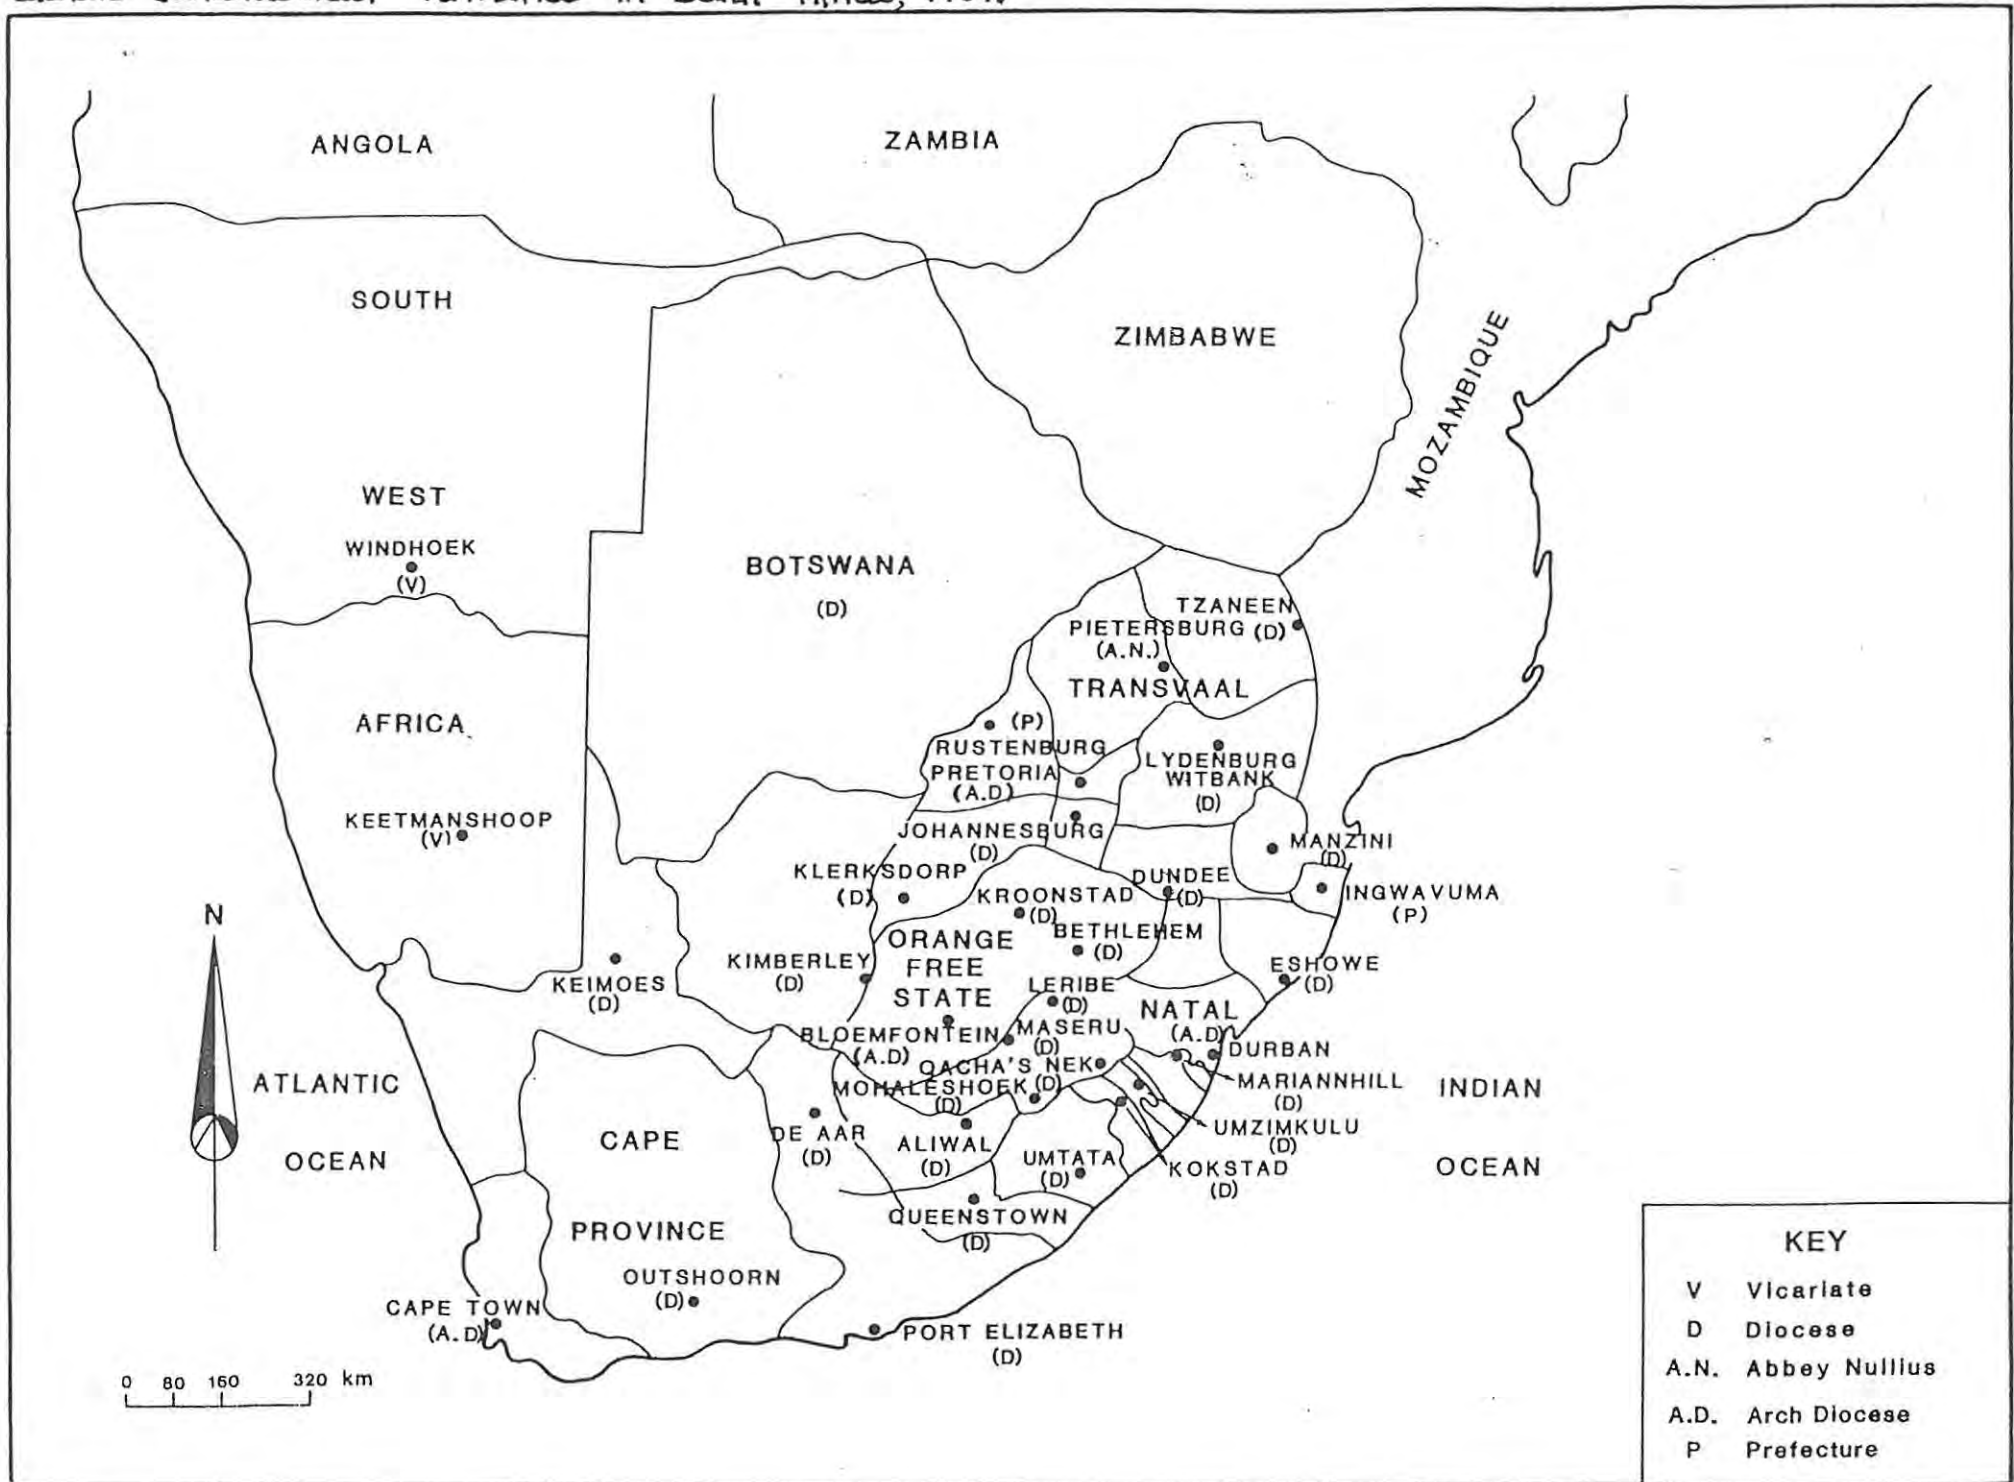 ANGOLA
ZAMBIA
SOUTH
ZIMBABWE
MOZAMBIQUE
WEST
WINDHOEK
(V)
BOTSWANA
(D)
TZANEEN
(D)
PIETERSBURG
(A.N.)
TRANSVAAL
AFRICA
(P)
RUSTENBURG
PRETORIA
(A.D)
LYDENBURG
WITBANK
(D)
KEETMANSHOOP
(V)
JOHANNESBURG
(D)
MANZINI
(D)
KLERKSDORP
(D)
DUNDEE
(D)
KROONSTAD
(D)
INGWAVUMA
(P)
N
BETHLEHEM
(D)
ORANGE
FREE
STATE
KIMBERLEY
(D)
KEIMOES
(D)
ESHOWE
(D)
LERIBE
(D)
NATAL
(A.D)
BLOEMFONTEIN
(A.D)
MASERU
(D)
DURBAN
QACHA'S NEK
(D)
MOHALESHOEK
(D)
MARIANNHILL
(D)
ATLANTIC
OCEAN
INDIAN
OCEAN
UMZIMKULU
(D)
DE AAR
(D)
ALIWAL
(D)
CAPE
UMTATA
(D)
KOKSTAD
(D)
PROVINCE
QUEENSTOWN
(D)
OUTSHOORN
(D)
CAPE TOWN
(A.D)
PORT ELIZABETH
(D)
0 80 160 320 km
KEY
V Vicariate
D Diocese
A.N. Abbey Nullius
A.D. Arch Diocese
P Prefecture